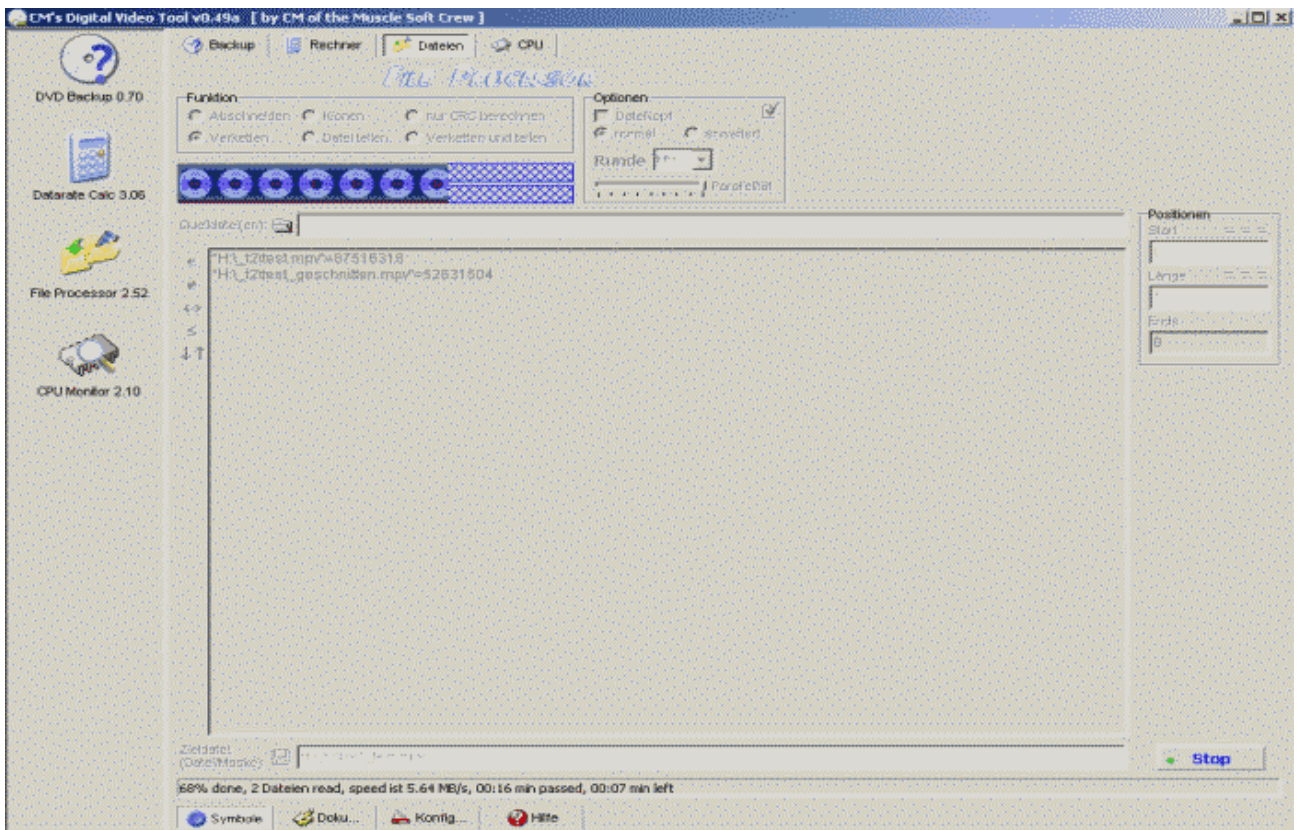 CM's Digital Video Tool v0.49a [ by CM of the Muscle Soft Crew ]
Backup Rechner Dateien CPU
DVD Backup 0.70
Datarate Calc 3.06
File Processor 2.52
CPU Monitor 2.10
Funktion
Abschneiden Klonen nur CRC berechnen
Verketten Datei teilen Verketten und teilen
Optionen
DateiKopf
normal erweitert
Runde
Quelldatei(en):
"H:\_t2test_geschnitten.mpv"=52631504
Positionen
Start
Länge
Ende
0
Zieldatei
(Datei/Maske):
Stop
68% done, 2 Dateien read, speed ist 5.64 MB/s, 00:16 min passed, 00:07 min left
Symbole Doku... Konfig... Hilfe